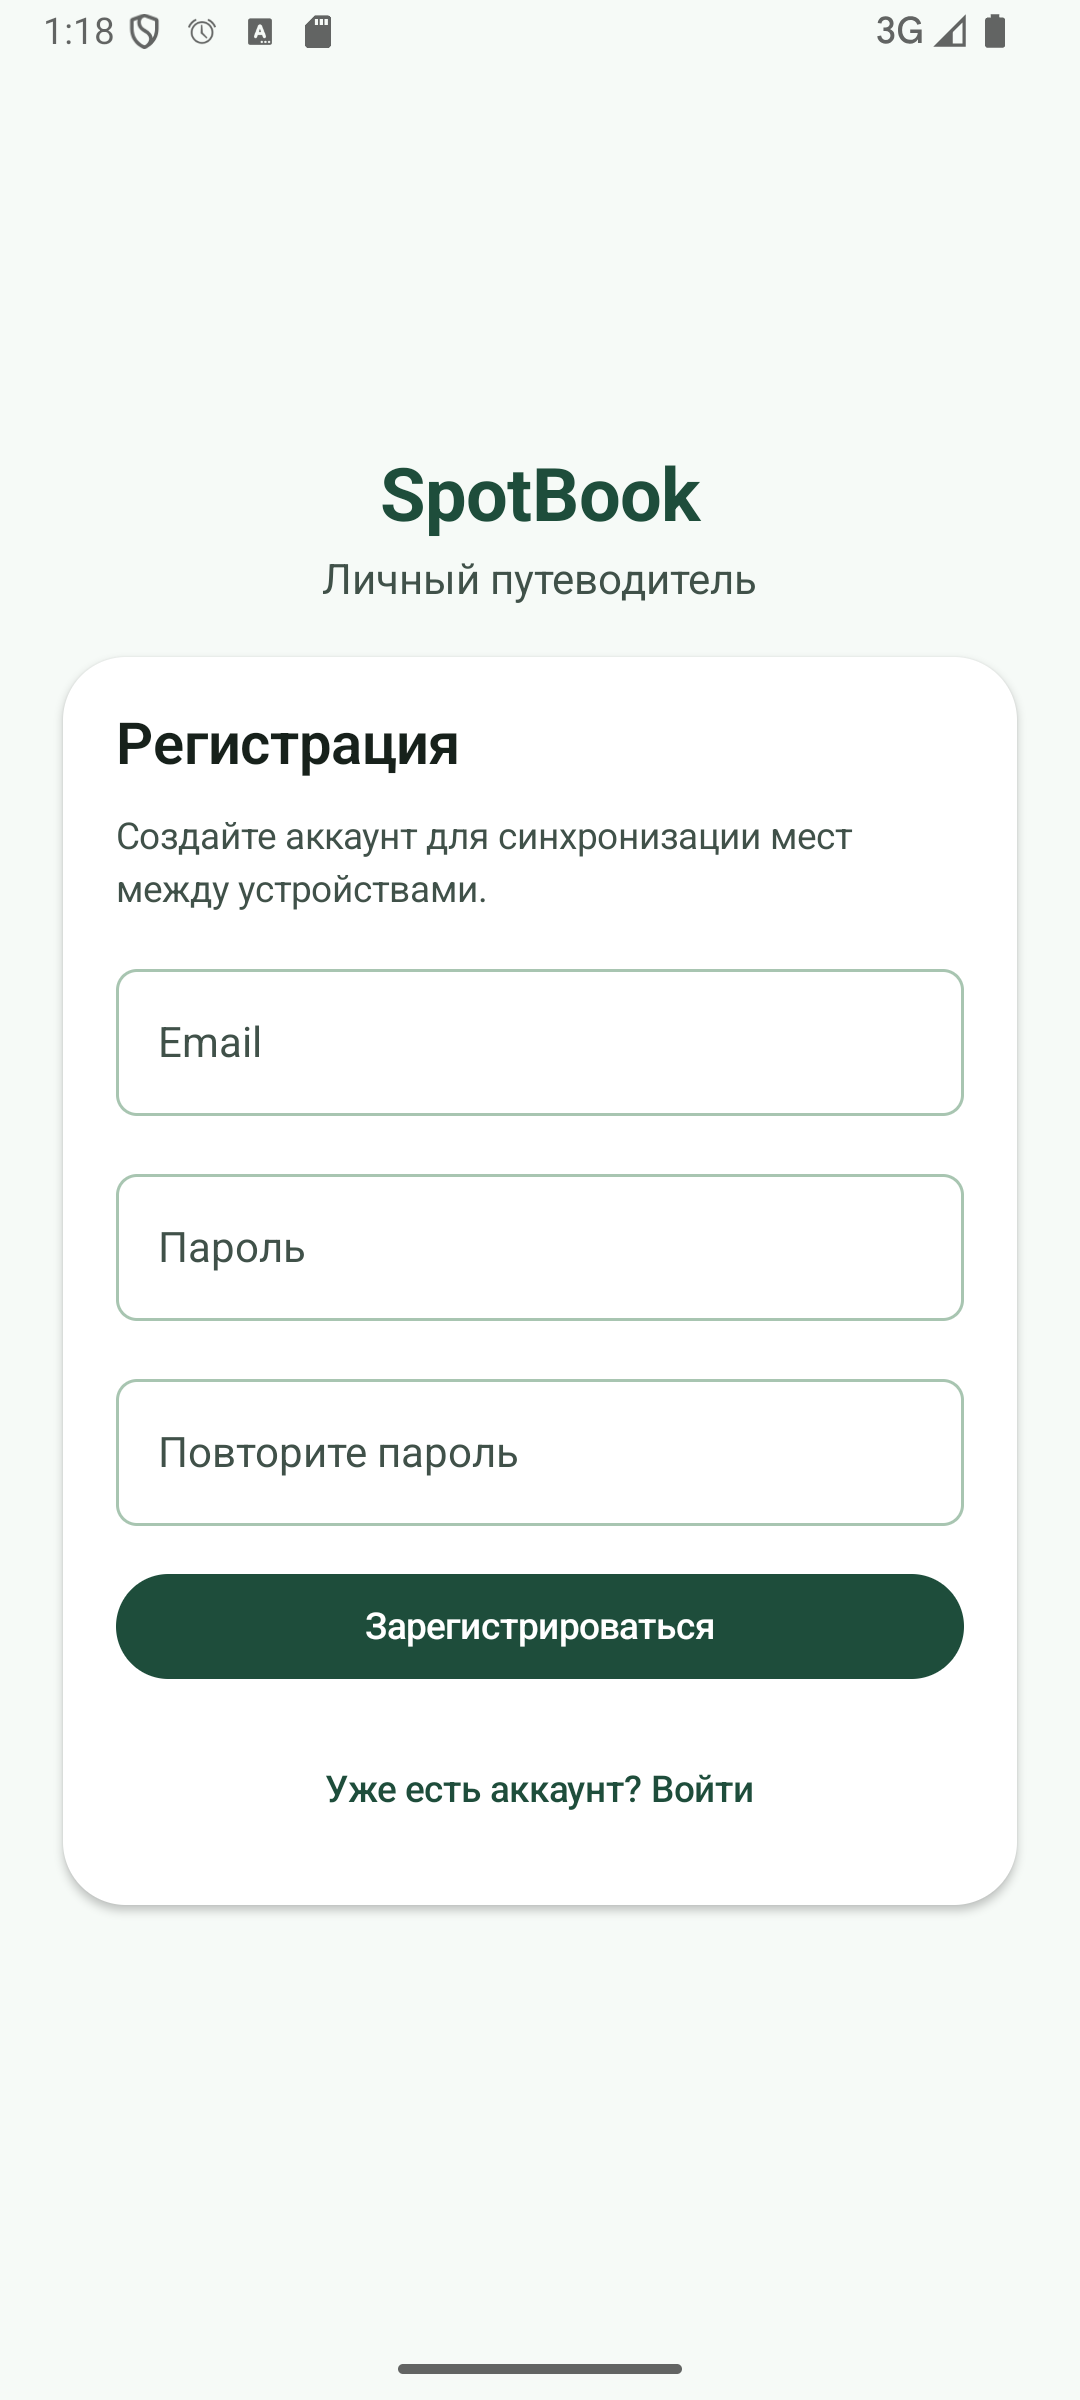 1:18
3G
SpotBook
Личный путеводитель
Регистрация
Создайте аккаунт для синхронизации мест
между устройствами.
Email
Пароль
Повторите пароль
Зарегистрироваться
Уже есть аккаунт? Войти